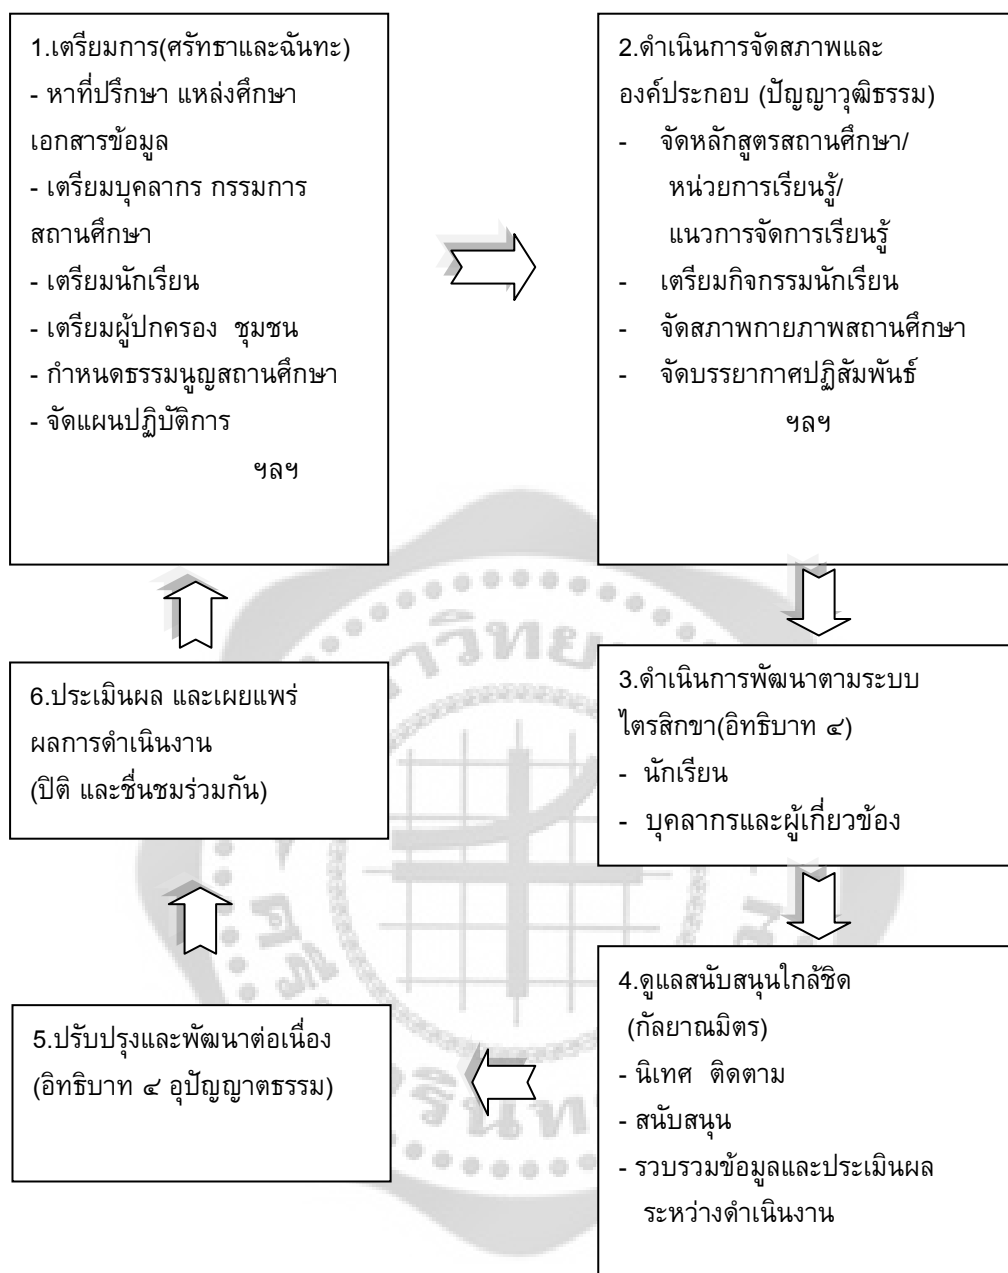 1.เตรียมการ(ศรัทธาและฉันทะ)
- หาที่ปรึกษา แหล่งศึกษา
เอกสารข้อมูล
- เตรียมบุคลากร กรรมการ
สถานศึกษา
- เตรียมนักเรียน
- เตรียมผู้ปกครอง ชุมชน
- กำหนดธรรมนูญสถานศึกษา
- จัดแผนปฏิบัติการ
ฯลฯ
2.ดำเนินการจัดสภาพและ
องค์ประกอบ (ปัญญาวุฒิธรรม)
- จัดหลักสูตรสถานศึกษา/
หน่วยการเรียนรู้/
แนวการจัดการเรียนรู้
- เตรียมกิจกรรมนักเรียน
- จัดสภาพกายภาพสถานศึกษา
- จัดบรรยากาศปฏิสัมพันธ์
ฯลฯ
3.ดำเนินการพัฒนาตามระบบ
ไตรสิกขา(อิทธิบาท ๔)
- นักเรียน
- บุคลากรและผู้เกี่ยวข้อง
4.ดูแลสนับสนุนใกล้ชิด
(กัลยาณมิตร)
- นิเทศ ติดตาม
- สนับสนุน
- รวบรวมข้อมูลและประเมินผล
ระหว่างดำเนินงาน
5.ปรับปรุงและพัฒนาต่อเนื่อง
(อิทธิบาท ๔ อุปัญญาตธรรม)
6.ประเมินผล และเผยแพร่
ผลการดำเนินงาน
(ปิติ และชื่นชมร่วมกัน)